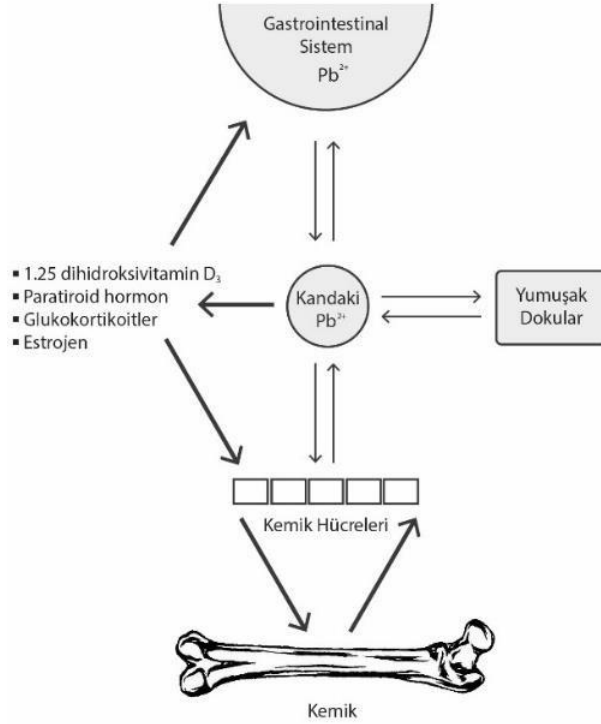 Gastrointestinal
Sistem
Pb²⁺
▪ 1.25 dihidroksivitamin D₃
▪ Paratiroid hormon
▪ Glukokortikoitler
▪ Estrojen
Kandaki
Pb²⁺
Yumuşak
Dokular
Kemik Hücreleri
Kemik